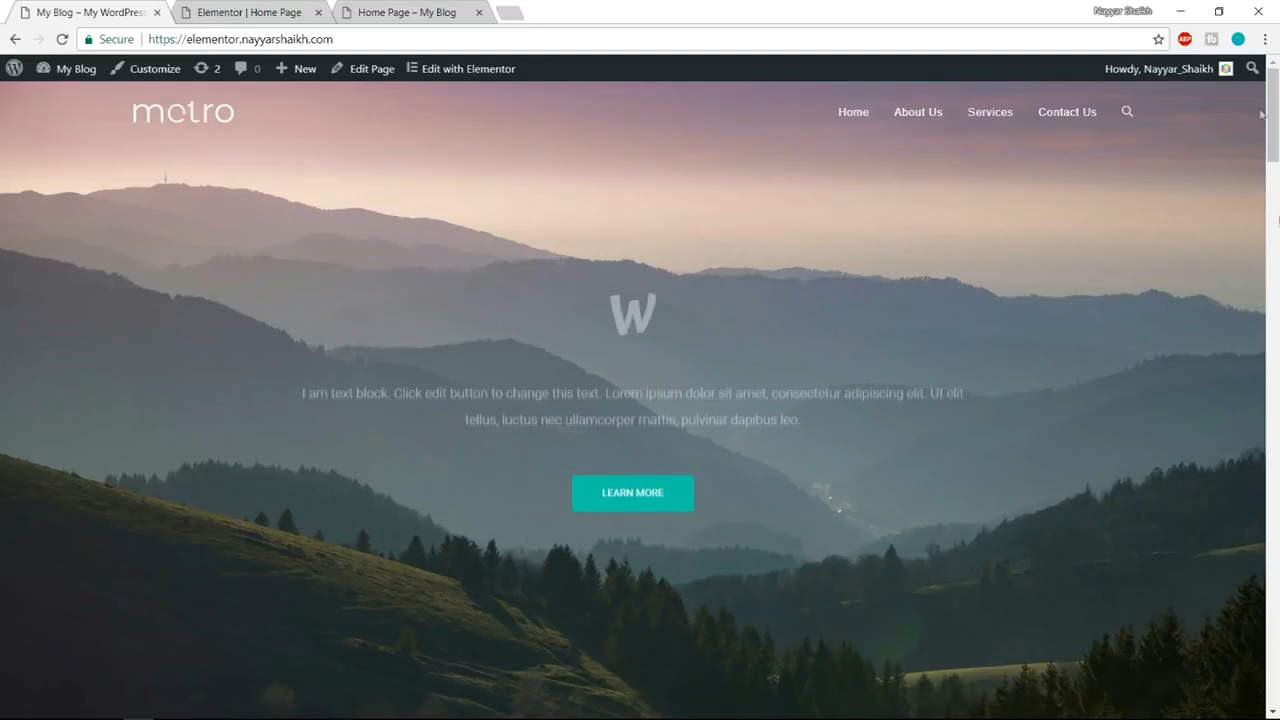 My Blog – My WordPress
Elementor | Home Page
Home Page – My Blog
Nayyar Shaikh
Secure
https://elementor.nayyarshaikh.com
ABP
My Blog
Customize
2
0
New
Edit Page
Edit with Elementor
Howdy, Nayyar_Shaikh
metro
Home
About Us
Services
Contact Us
W
I am text block. Click edit button to change this text. Lorem ipsum dolor sit amet, consectetur adipiscing elit. Ut elit
tellus, luctus nec ullamcorper mattis, pulvinar dapibus leo.
LEARN MORE